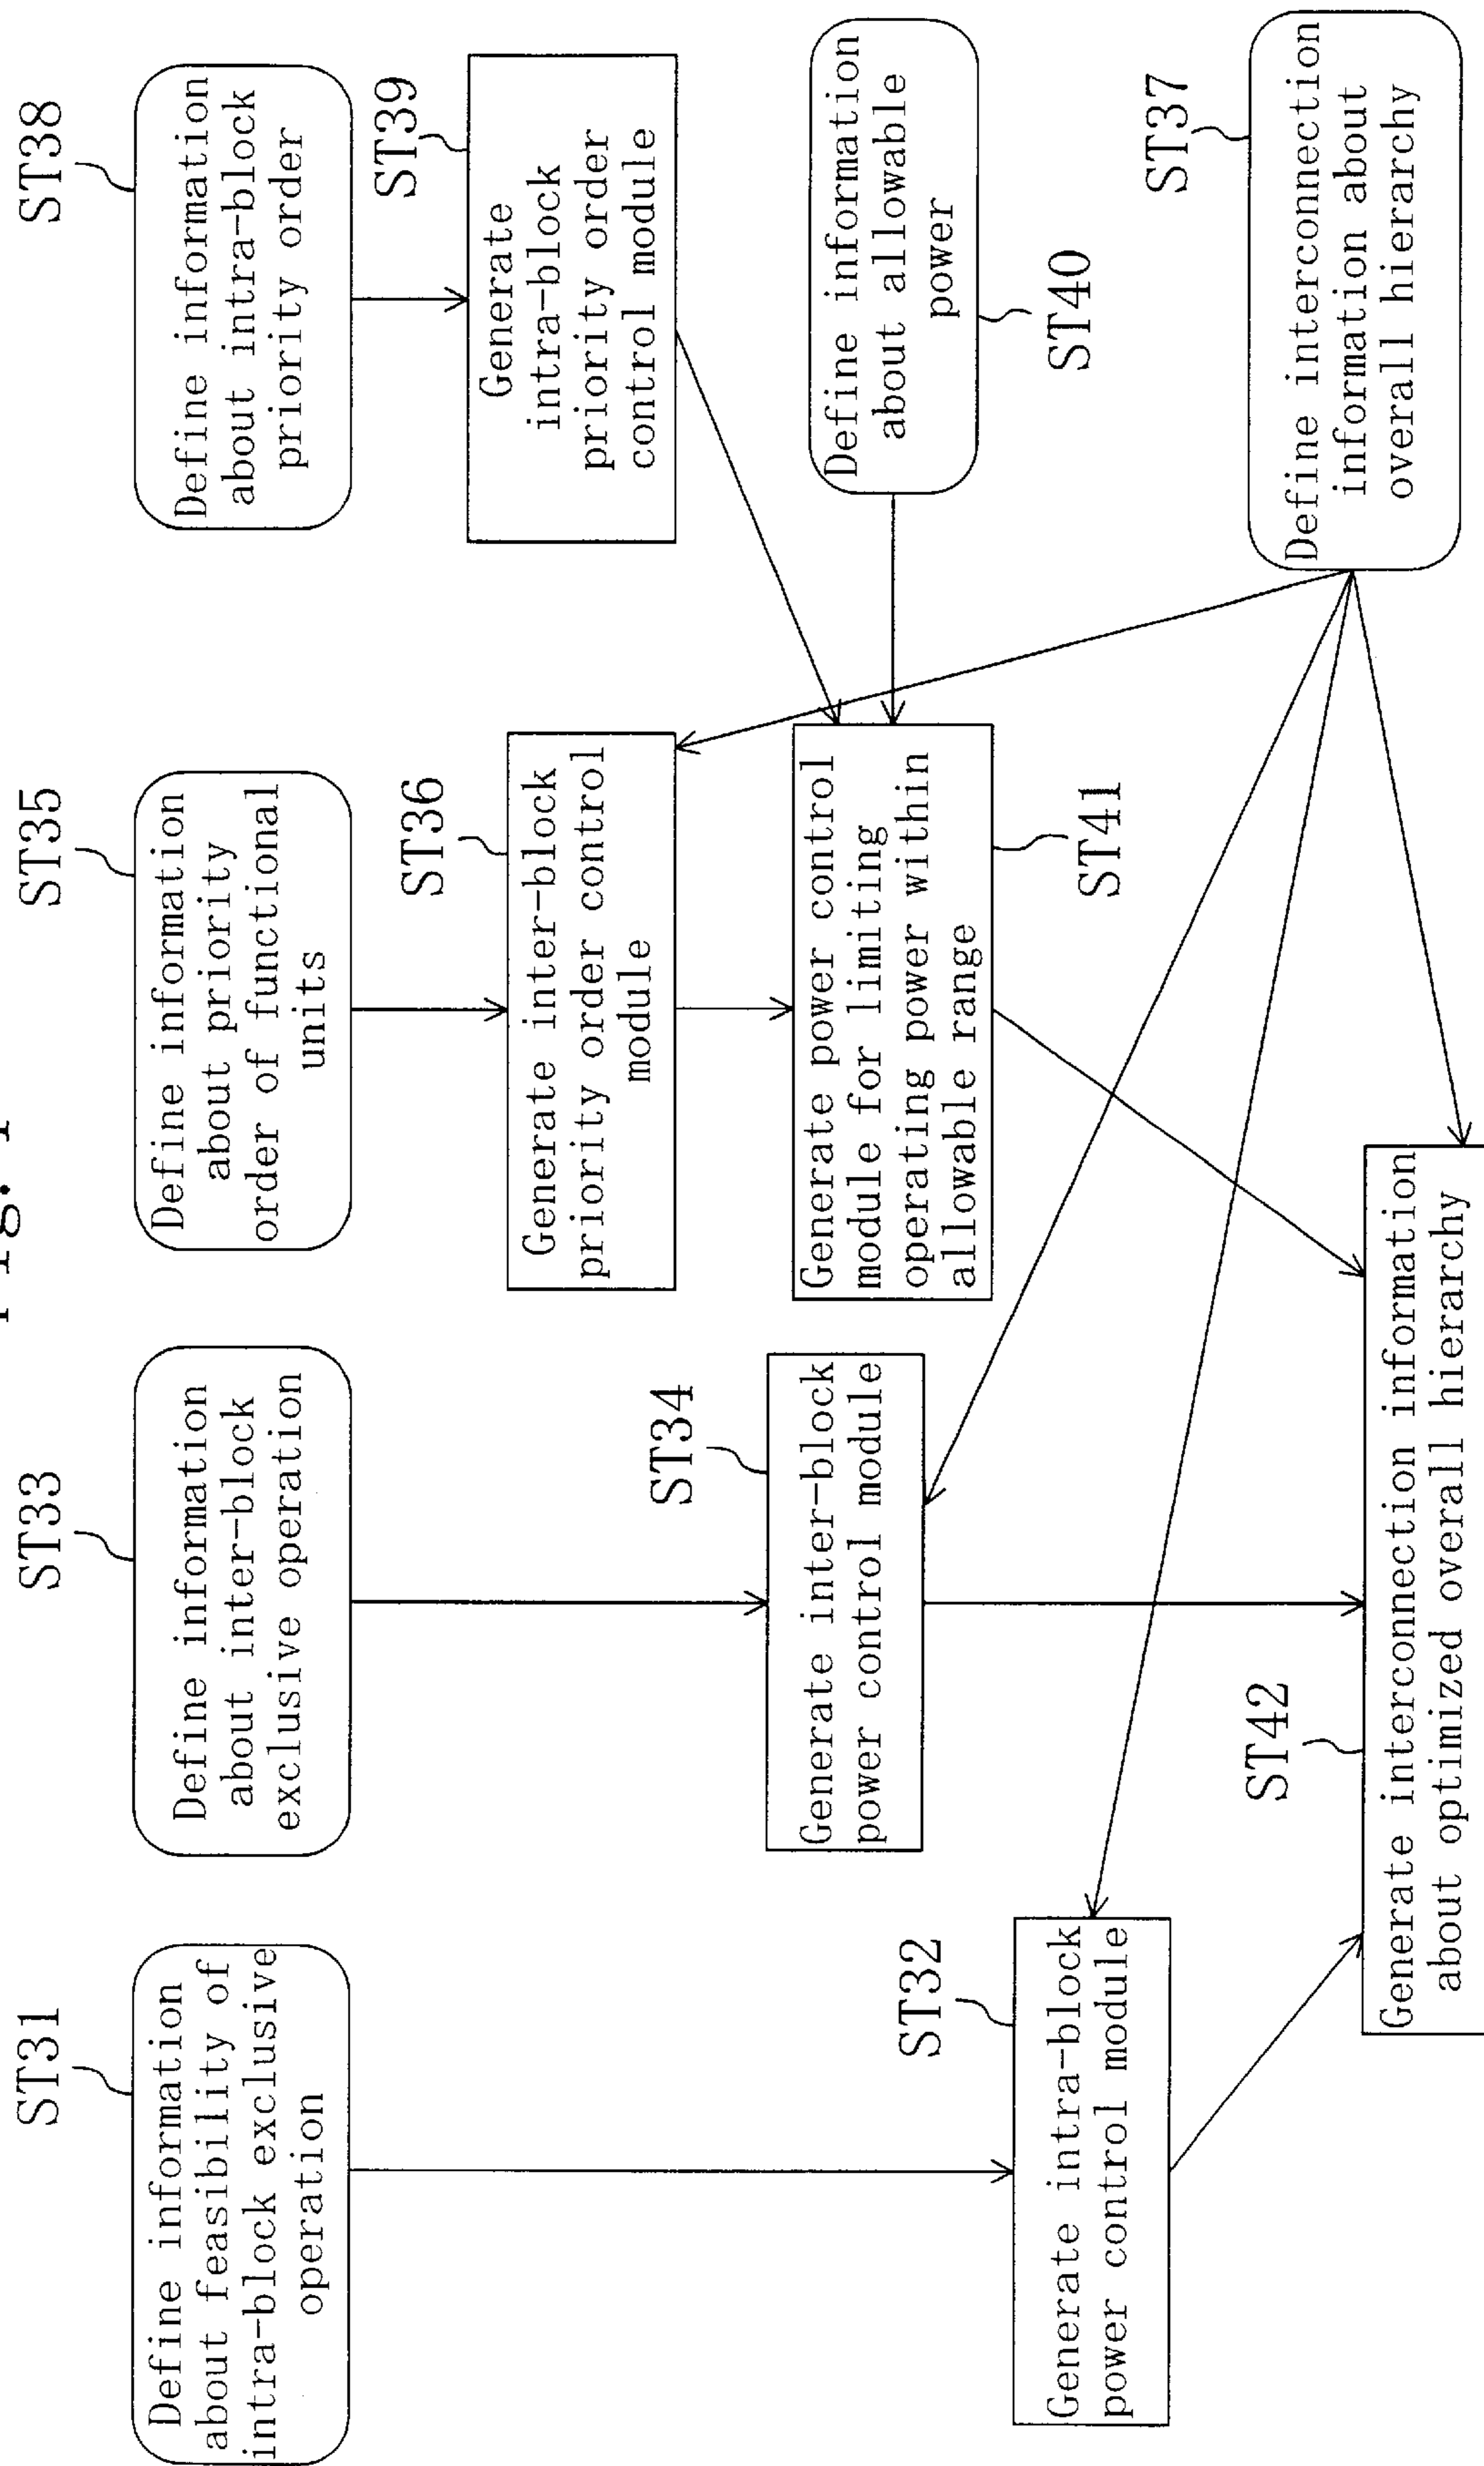 Fig.
ST31
Define information
about feasibility of
intra-block exclusive
operation
ST33
Define information
about inter-block
exclusive operation
ST35
Define information
about priority
order of functional
units
ST38
Define information
about intra-block
priority order
ST36
Generate inter-block
priority order control
module
ST39
Generate
intra-block
priority order
control module
ST34
Generate inter-block
power control module
Generate power control
module for limiting
operating power within
allowable range
ST41
Define information
about allowable
power
ST40
ST32
Generate intra-block
power control module
ST37
Define interconnection
information about
overall hierarchy
ST42
Generate interconnection information
about optimized overall hierarchy